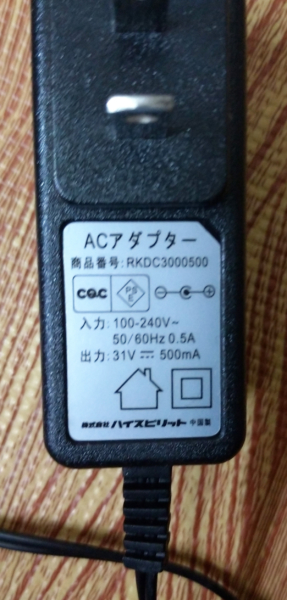 ACアダプター
商品番号: RKDC3000500
CQC PSE
入力: 100-240V~
50/60Hz 0.5A
出力: 31V ⎓ 500mA
株式会社 ハイスピリット 中国製